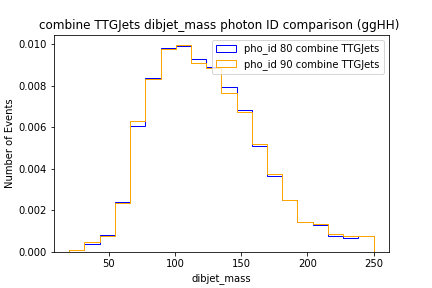 combine TTGJets dibjet_mass photon ID comparison (ggHH)
pho_id 80 combine TTGJets
pho_id 90 combine TTGJets
Number of Events
0.010
0.008
0.006
0.004
0.002
0.000
50
100
150
200
250
dibjet_mass